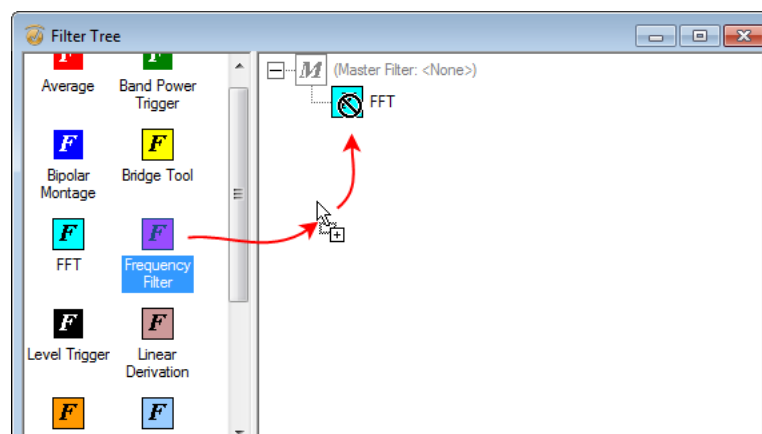 Filter Tree
F F
Average Band Power
Trigger
M (Master Filter: <None>)
FFT
F F
Bipolar Bridge Tool
Montage
F F
FFT Frequency
Filter
F F
Level Trigger Linear
Derivation
F F